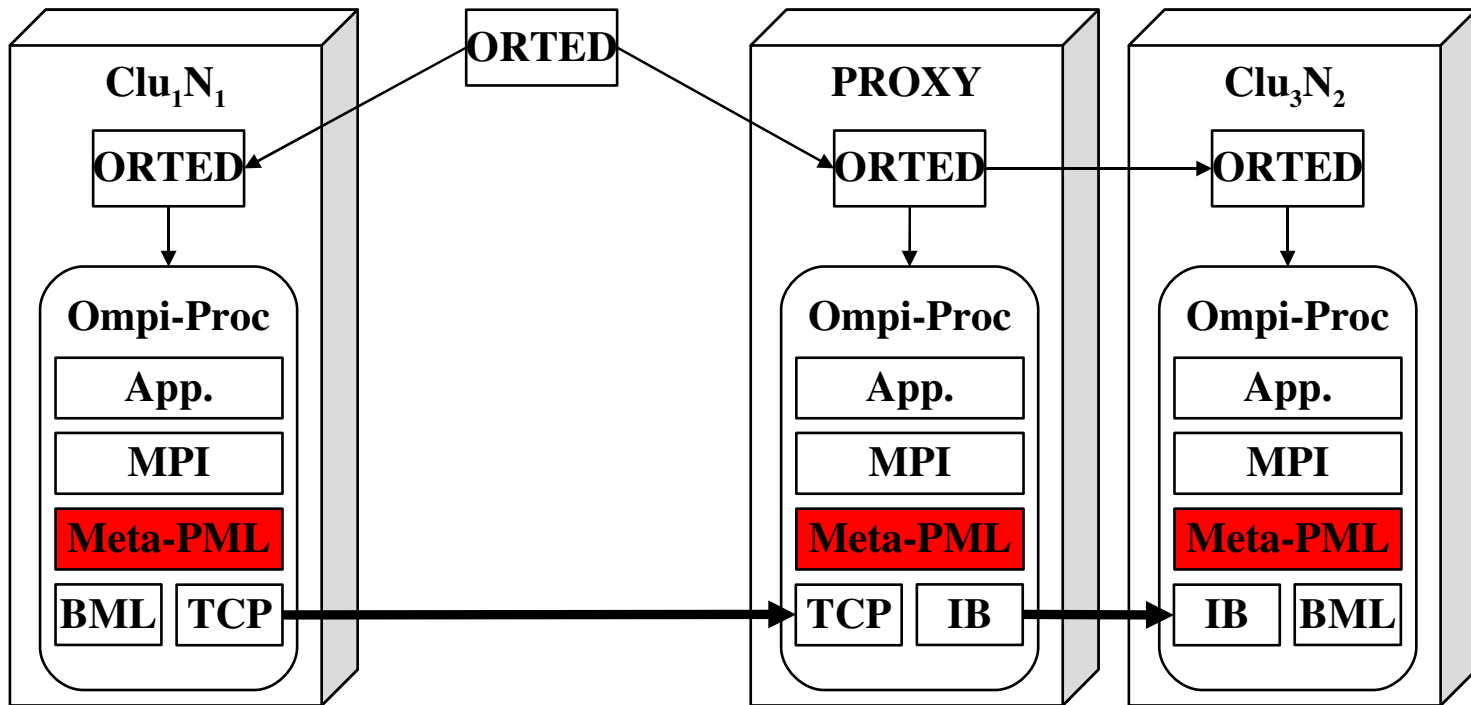 ORTED
Clu₁N₁
ORTED
Ompi-Proc
App.
MPI
Meta-PML
BML
TCP
PROXY
ORTED
Ompi-Proc
App.
MPI
Meta-PML
TCP
IB
Clu₃N₂
ORTED
Ompi-Proc
App.
MPI
Meta-PML
IB
BML